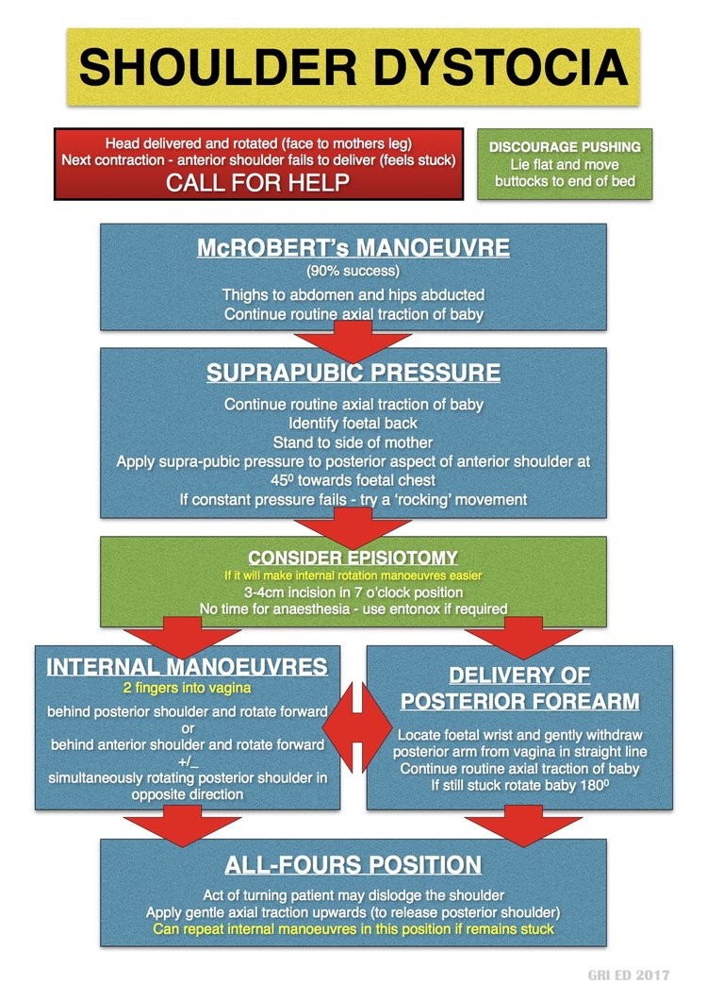 SHOULDER DYSTOCIA
Head delivered and rotated (face to mothers leg)
Next contraction - anterior shoulder fails to deliver (feels stuck)
CALL FOR HELP
DISCOURAGE PUSHING
Lie flat and move
buttocks to end of bed
McROBERT's MANOEUVRE
(90% success)
Thighs to abdomen and hips abducted
Continue routine axial traction of baby
SUPRAPUBIC PRESSURE
Continue routine axial traction of baby
Identify foetal back
Stand to side of mother
Apply supra-pubic pressure to posterior aspect of anterior shoulder at
45⁰ towards foetal chest
If constant pressure fails - try a ‘rocking’ movement
CONSIDER EPISIOTOMY
If it will make internal rotation manoeuvres easier
3-4cm incision in 7 o’clock position
No time for anaesthesia - use entonox if required
INTERNAL MANOEUVRES
2 fingers into vagina
behind posterior shoulder and rotate forward
or
behind anterior shoulder and rotate forward
+/_
simultaneously rotating posterior shoulder in
opposite direction
DELIVERY OF
POSTERIOR FOREARM
Locate foetal wrist and gently withdraw
posterior arm from vagina in straight line
Continue routine axial traction of baby
If still stuck rotate baby 180⁰
ALL-FOURS POSITION
Act of turning patient may dislodge the shoulder
Apply gentle axial traction upwards (to release posterior shoulder)
Can repeat internal manoeuvres in this position if remains stuck
GRI ED 2017